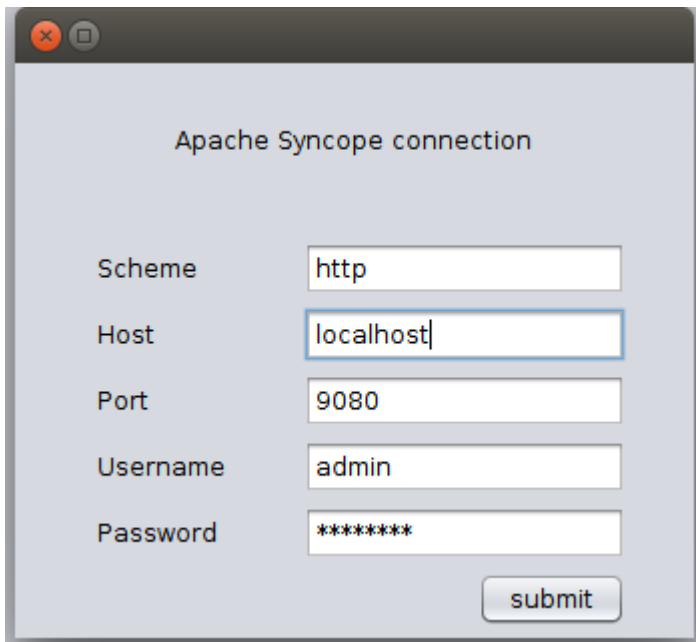 Apache Syncope connection
Scheme http
Host localhost
Port 9080
Username admin
Password ********
submit